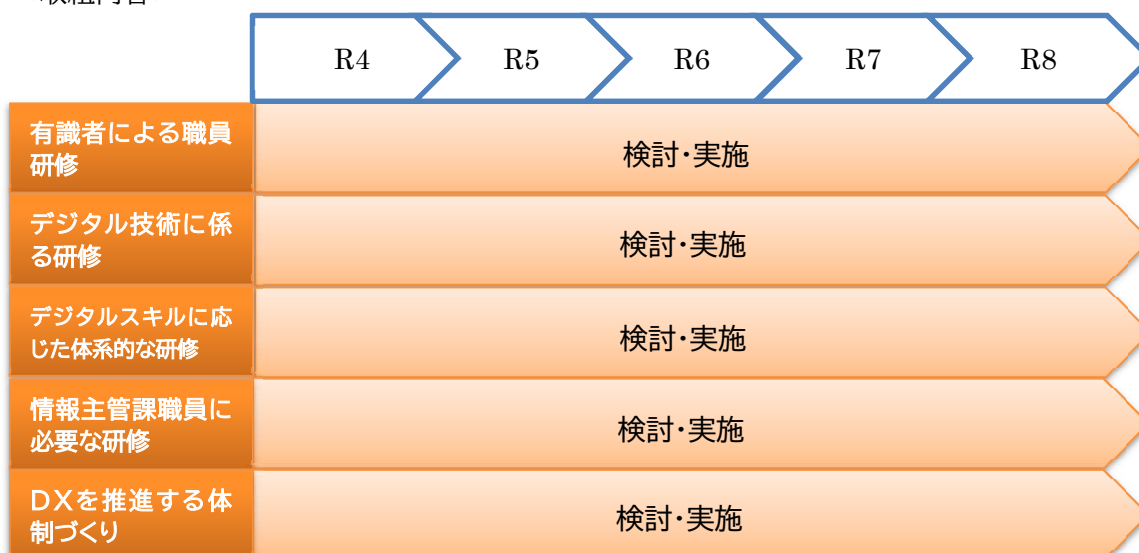 R4 R5 R6 R7 R8
有識者による職員
研修
検討・実施
デジタル技術に係
る研修
検討・実施
デジタルスキルに応
じた体系的な研修
検討・実施
情報主管課職員に
必要な研修
検討・実施
DXを推進する体
制づくり
検討・実施